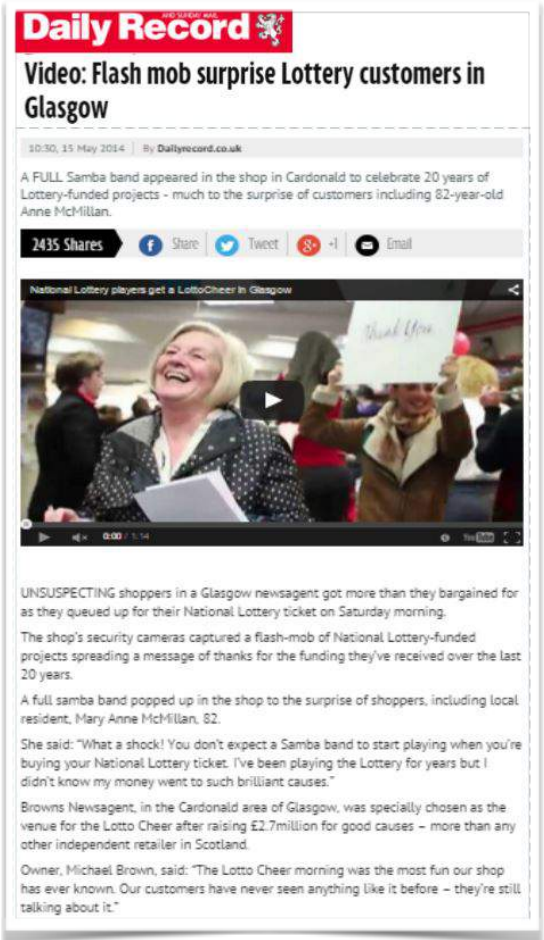 AND SUNDAY MAIL
Daily Record
Video: Flash mob surprise Lottery customers in
Glasgow
10:30, 15 May 2014 | By Dailyrecord.co.uk
A FULL Samba band appeared in the shop in Cardonald to celebrate 20 years of
Lottery-funded projects - much to the surprise of customers including 82-year-old
Anne McMillan.
2435 Shares Share Tweet +1 Email
National Lottery players get a LottoCheer in Glasgow
Thank You
0:00 / 1:14 YouTube
UNSUSPECTING shoppers in a Glasgow newsagent got more than they bargained for
as they queued up for their National Lottery ticket on Saturday morning.
The shop's security cameras captured a flash-mob of National Lottery-funded
projects spreading a message of thanks for the funding they've received over the last
20 years.
A full samba band popped up in the shop to the surprise of shoppers, including local
resident, Mary Anne McMillan, 82.
She said: "What a shock! You don't expect a Samba band to start playing when you're
buying your National Lottery ticket. I've been playing the Lottery for years but I
didn't know my money went to such brilliant causes."
Browns Newsagent, in the Cardonald area of Glasgow, was specially chosen as the
venue for the Lotto Cheer after raising £2.7million for good causes – more than any
other independent retailer in Scotland.
Owner, Michael Brown, said: "The Lotto Cheer morning was the most fun our shop
has ever known. Our customers have never seen anything like it before – they're still
talking about it."